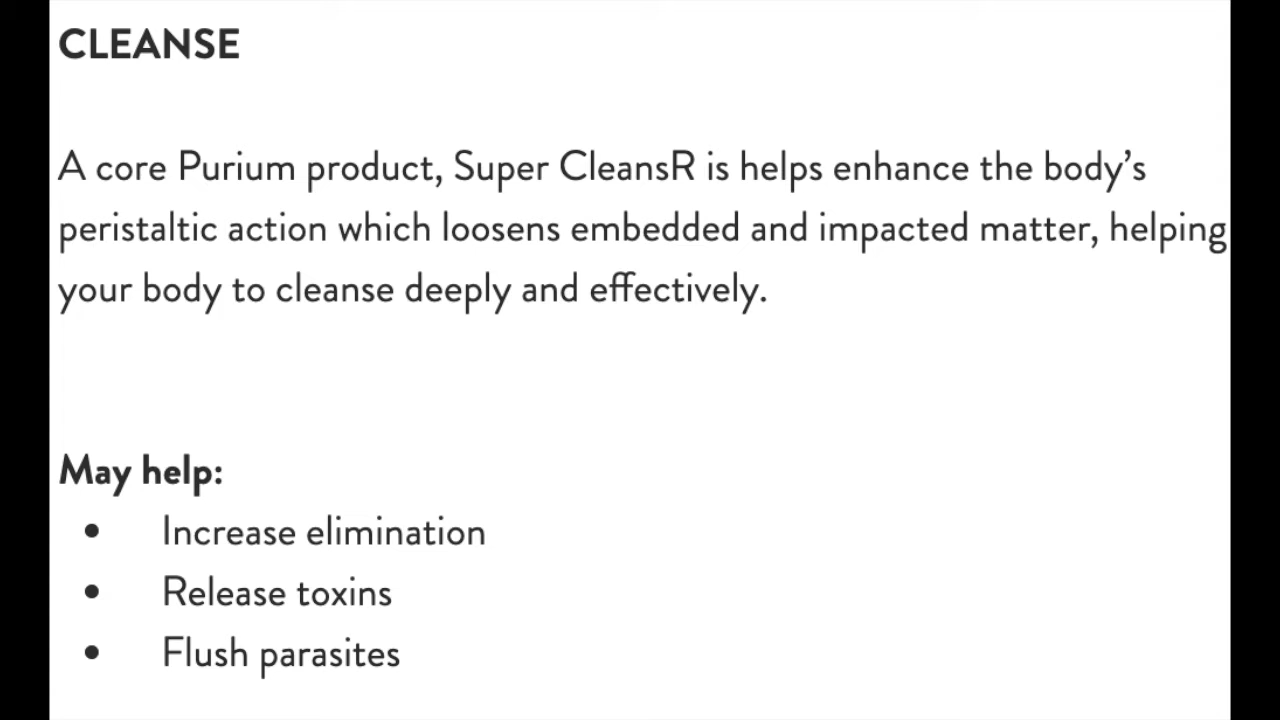 CLEANSE
A core Purium product, Super CleansR is helps enhance the body’s
peristaltic action which loosens embedded and impacted matter, helping
your body to cleanse deeply and effectively.
May help:
• Increase elimination
• Release toxins
• Flush parasites